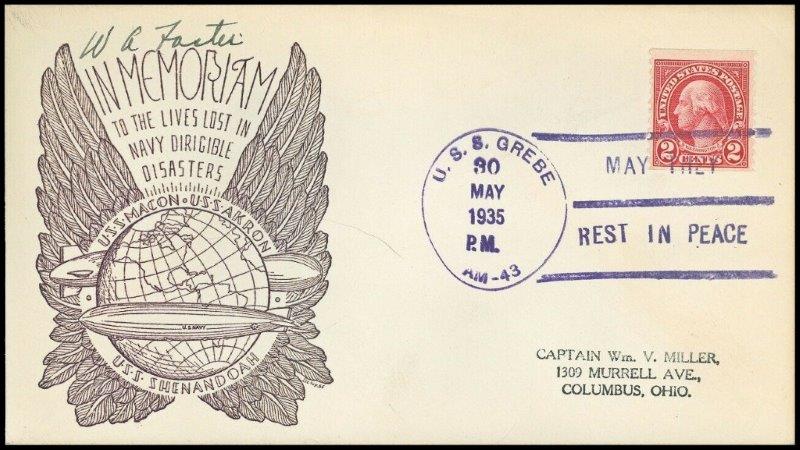 W A Foster
IN MEMORIAM
TO THE LIVES LOST IN
NAVY DIRIGIBLE
DISASTERS
U·S·S·MACON·U·S·S·AKRON
U.S.NAVY
U·S·S·SHENANDOAH
U. S. S. GREBE
30
MAY
1935
P.M.
AM-43
UNITED STATES POSTAGE
WASHINGTON
2 CENTS 2
MAY THEY
REST IN PEACE
CAPTAIN Wm. V. MILLER,
1309 MURRELL AVE.,
COLUMBUS, OHIO.